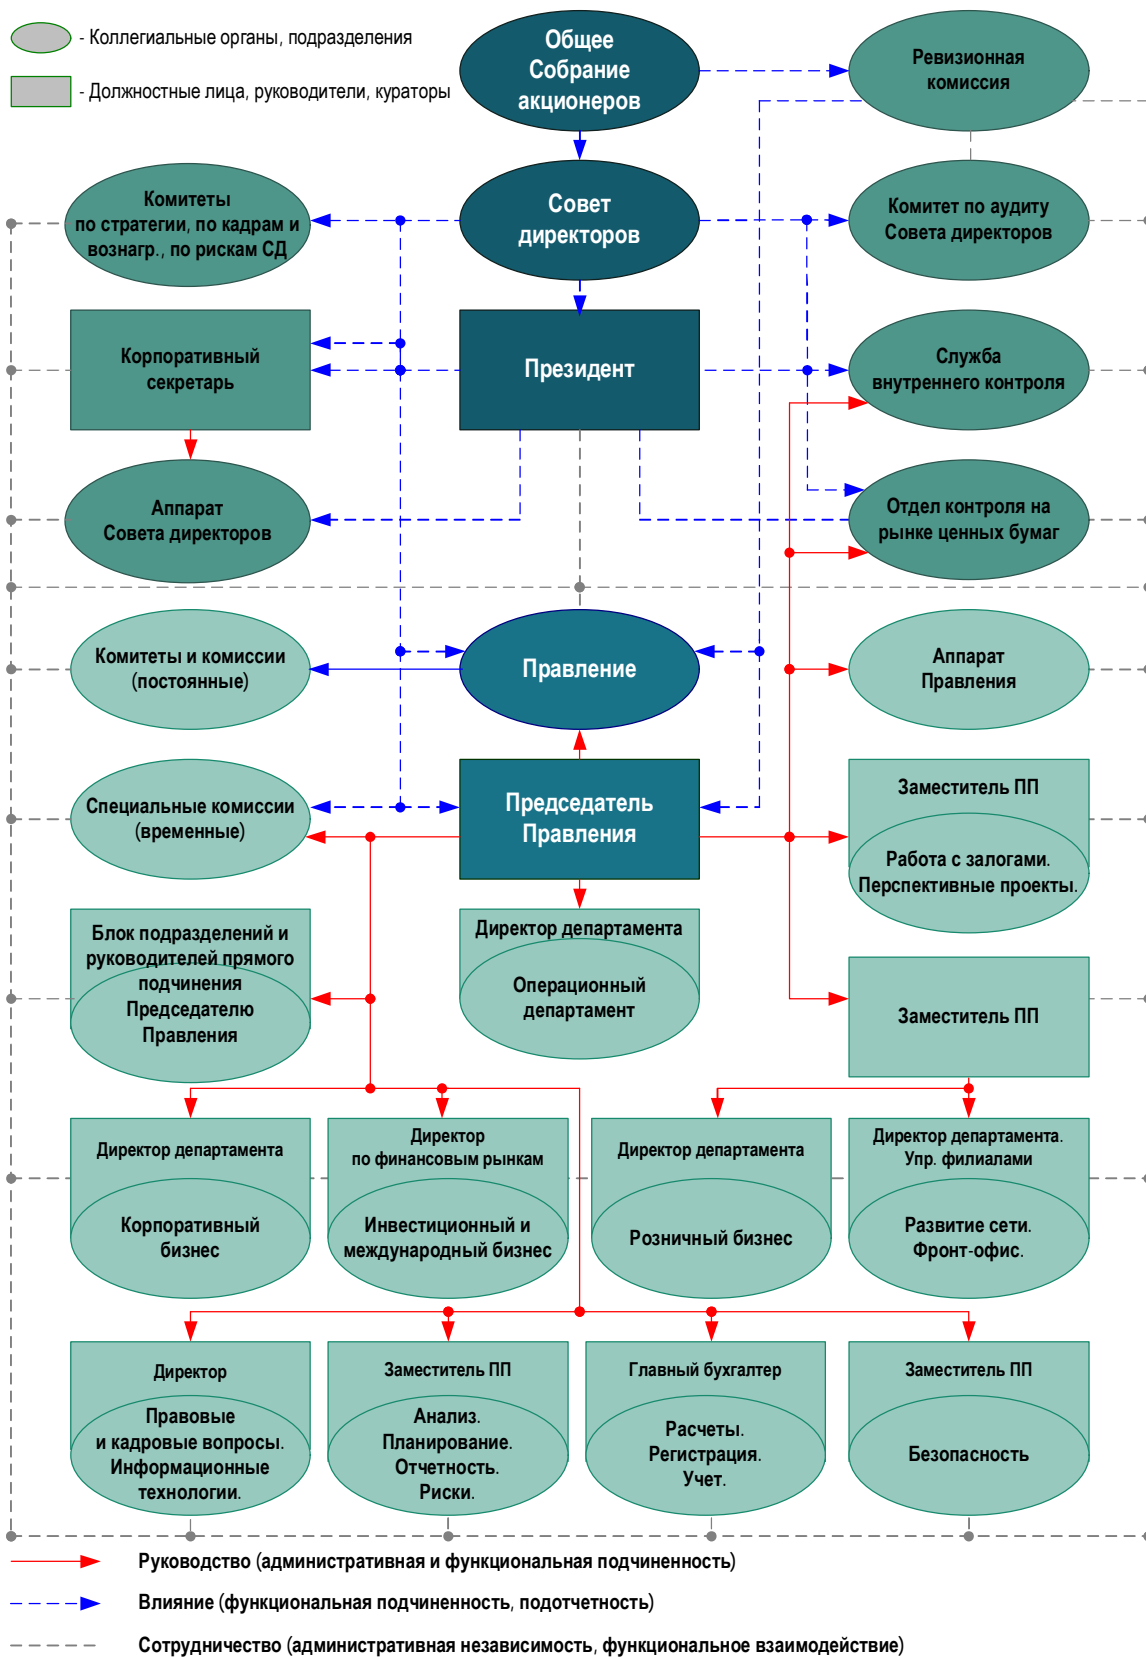 - Коллегиальные органы, подразделения
- Должностные лица, руководители, кураторы
Общее
Собрание
акционеров
Ревизионная
комиссия
Комитеты
по стратегии, по кадрам и
вознагр., по рискам СД
Совет
директоров
Комитет по аудиту
Совета директоров
Корпоративный
секретарь
Президент
Служба
внутреннего контроля
Аппарат
Совета директоров
Отдел контроля на
рынке ценных бумаг
Комитеты и комиссии
(постоянные)
Правление
Аппарат
Правления
Специальные комиссии
(временные)
Председатель
Правления
Заместитель ПП
Работа с залогами.
Перспективные проекты.
Блок подразделений и
руководителей прямого
подчинения
Председателю
Правления
Директор департамента
Операционный
департамент
Заместитель ПП
Директор департамента
Корпоративный
бизнес
Директор
по финансовым рынкам
Инвестиционный и
международный бизнес
Директор департамента
Розничный бизнес
Директор департамента.
Упр. филиалами
Развитие сети.
Фронт-офис.
Директор
Правовые
и кадровые вопросы.
Информационные
технологии.
Заместитель ПП
Анализ.
Планирование.
Отчетность.
Риски.
Главный бухгалтер
Расчеты.
Регистрация.
Учет.
Заместитель ПП
Безопасность
Руководство (административная и функциональная подчиненность)
Влияние (функциональная подчиненность, подотчетность)
Сотрудничество (административная независимость, функциональное взаимодействие)